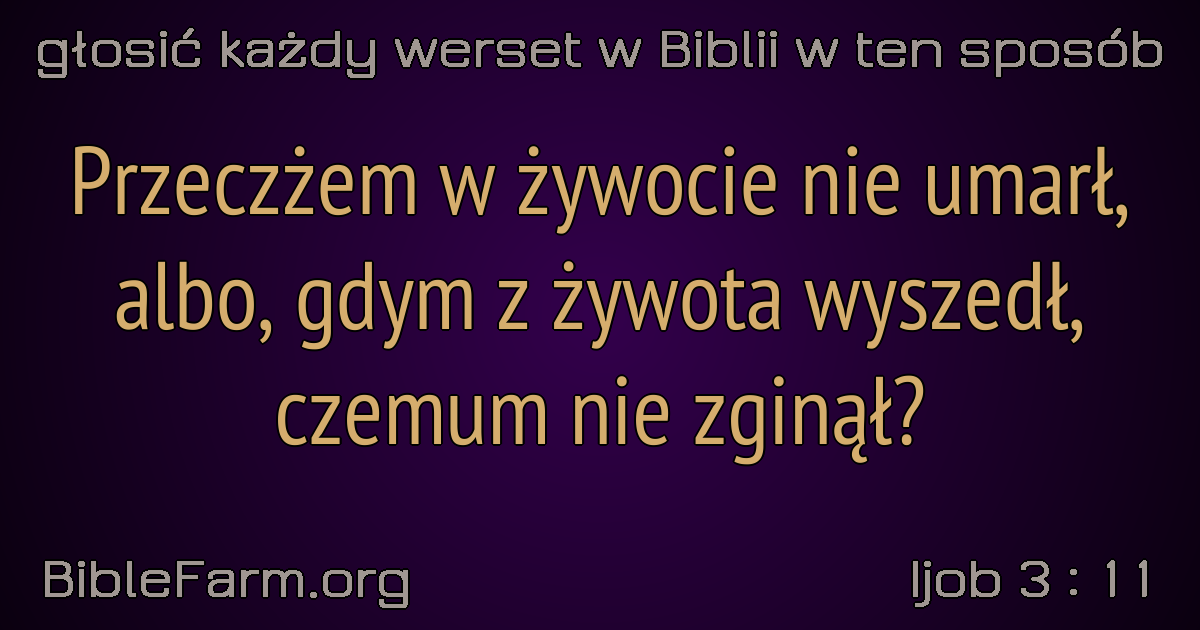 głosić każdy werset w Biblii w ten sposób
Przeczżem w żywocie nie umarł,
albo, gdym z żywota wyszedł,
czemum nie zginął?
BibleFarm.org
Ijob 3 : 11